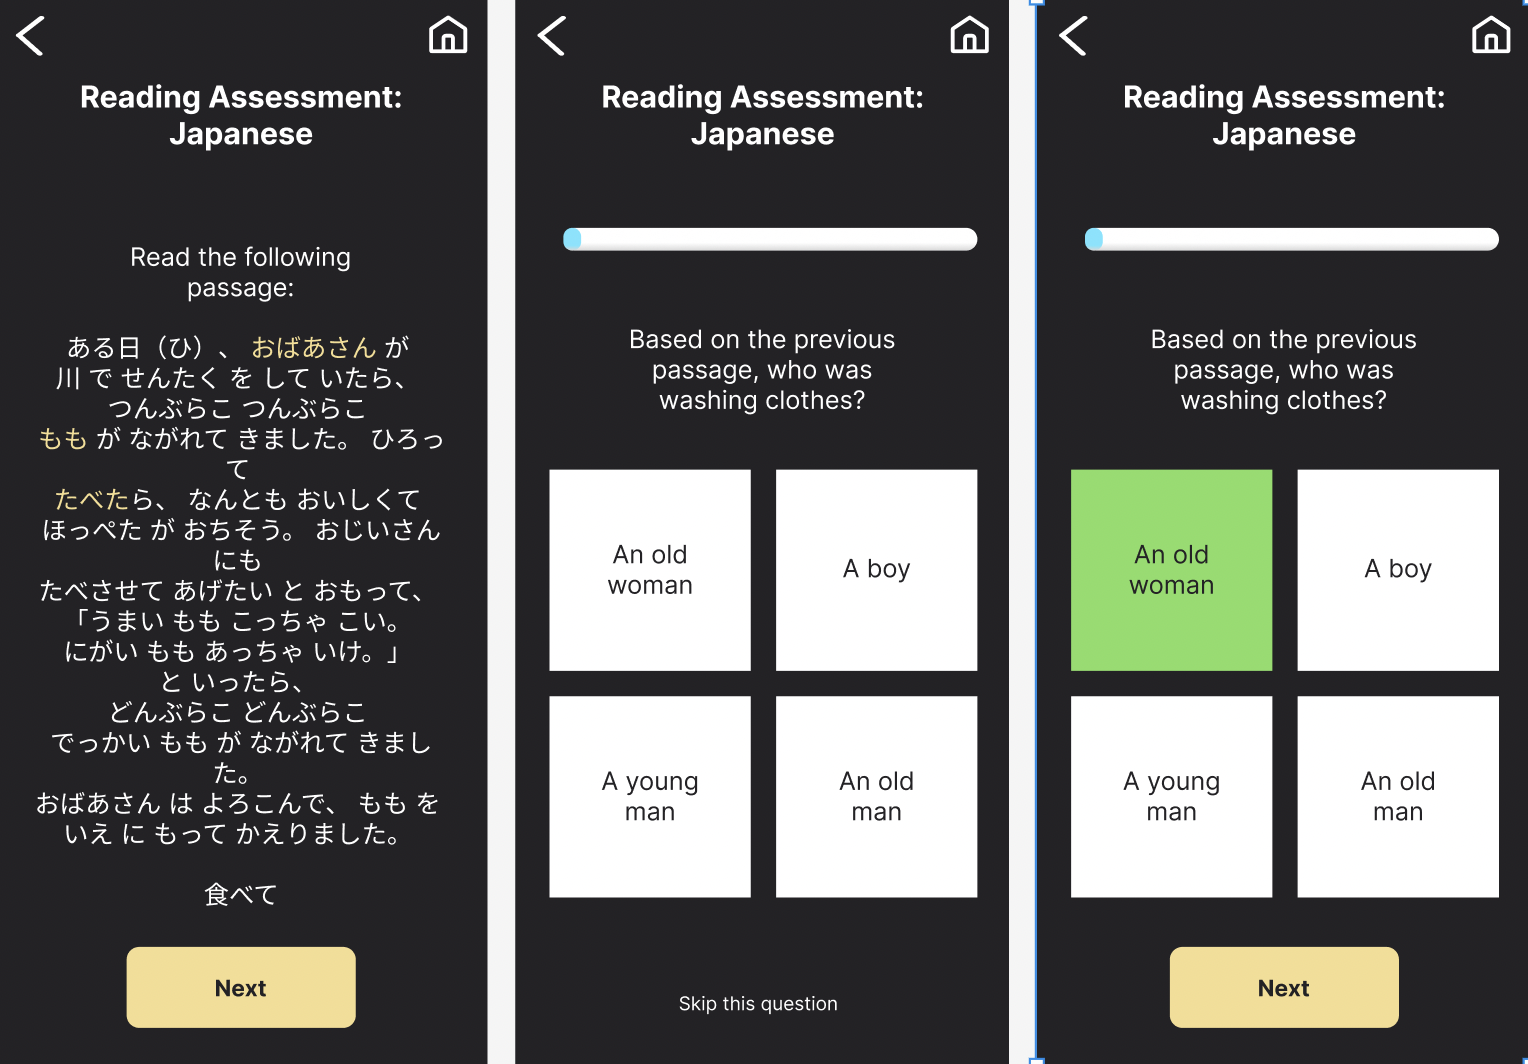 Reading Assessment:
Japanese
Read the following
passage:
ある日（ひ）、 おばあさん が
川 で せんたく を して いたら、
つんぶらこ つんぶらこ
もも が ながれて きました。 ひろっ
て
たべたら、 なんとも おいしくて
ほっぺた が おちそう。 おじいさん
にも
たべさせて あげたい と おもって、
「うまい もも こっちゃ こい。
にがい もも あっちゃ いけ。」
と いったら、
どんぶらこ どんぶらこ
でっかい もも が ながれて きまし
た。
おばあさん は よろこんで、 もも を
いえ に もって かえりました。
食べて
Next
Reading Assessment:
Japanese
Based on the previous
passage, who was
washing clothes?
An old
woman
A boy
A young
man
An old
man
Skip this question
Reading Assessment:
Japanese
Based on the previous
passage, who was
washing clothes?
An old
woman
A boy
A young
man
An old
man
Next